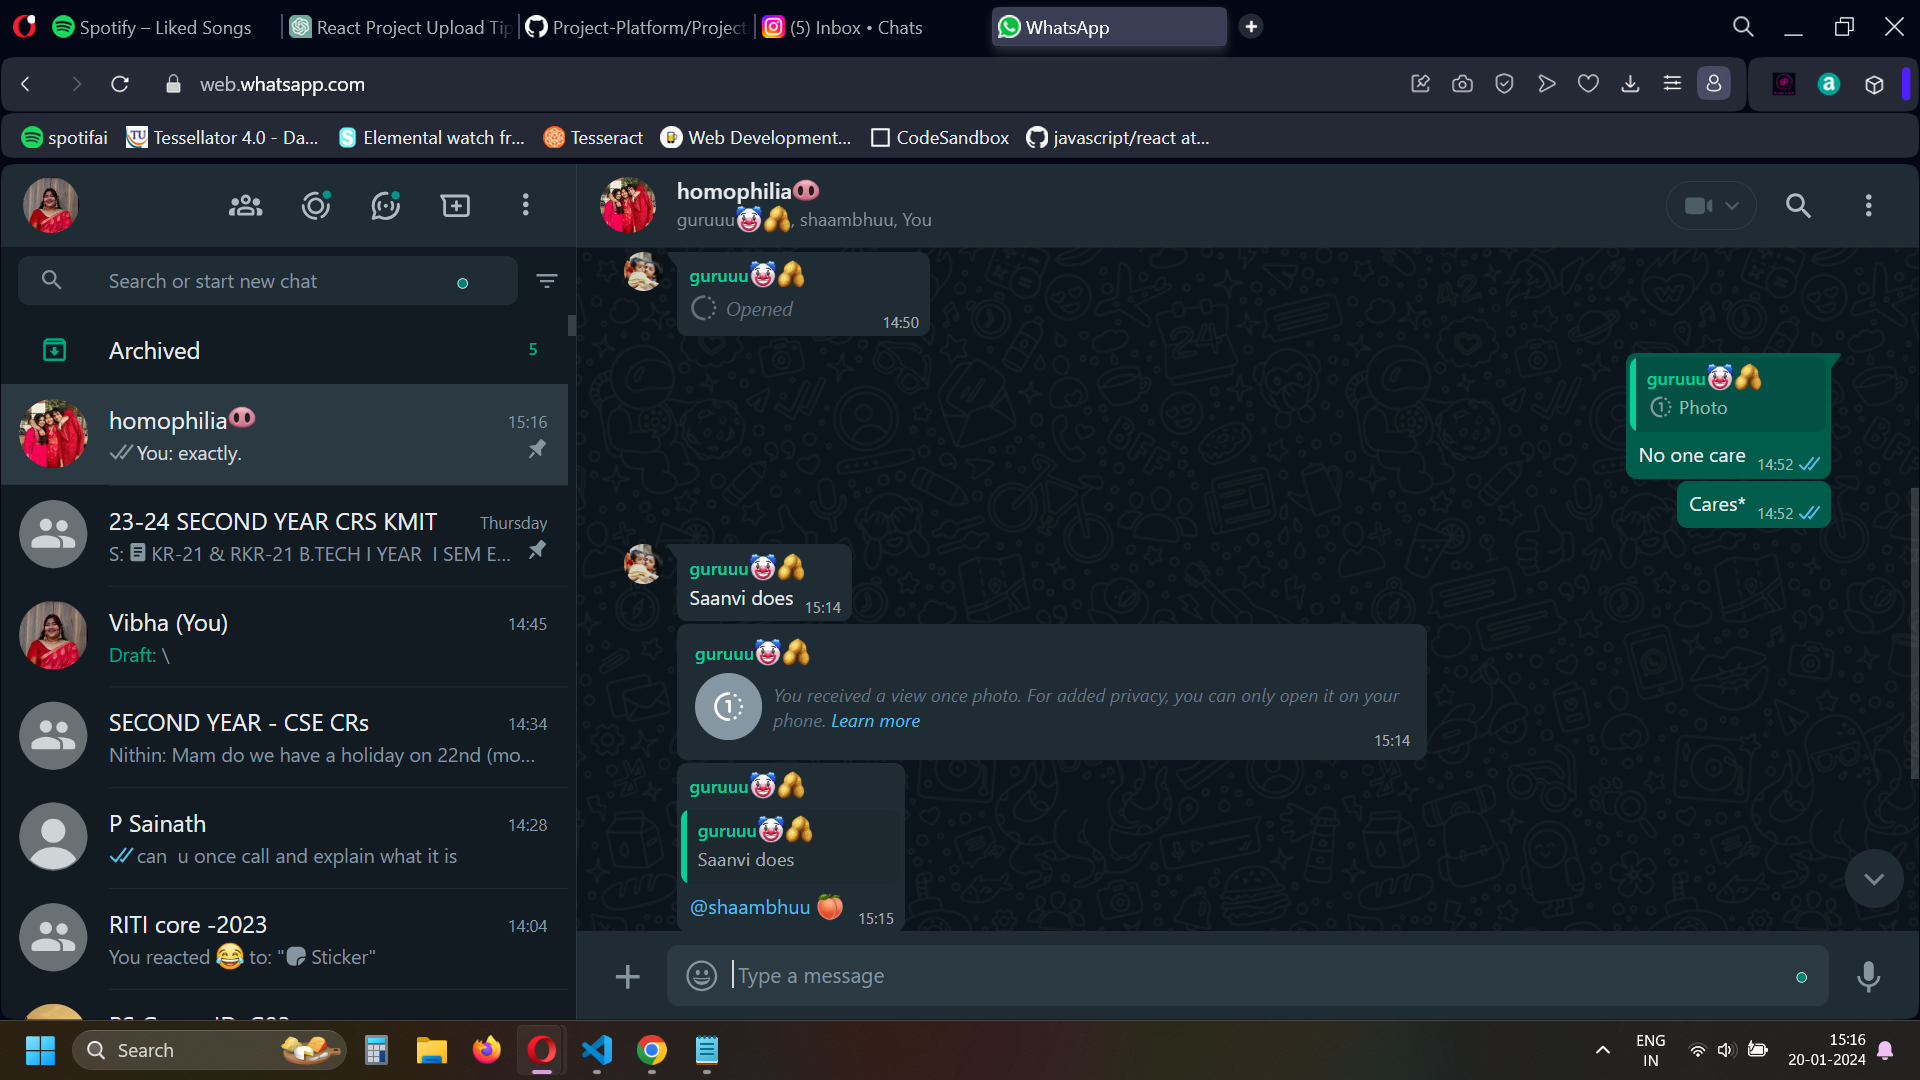 Spotify – Liked Songs
React Project Upload Tip
Project-Platform/Project
(5) Inbox • Chats
WhatsApp
web.whatsapp.com
spotifai
Tessellator 4.0 - Da...
Elemental watch fr...
Tesseract
Web Development...
CodeSandbox
javascript/react at...
Search or start new chat
Archived
5
homophilia🐽
15:16
You: exactly.
23-24 SECOND YEAR CRS KMIT
Thursday
S: KR-21 & RKR-21 B.TECH I YEAR I SEM E...
Vibha (You)
14:45
Draft: \
SECOND YEAR - CSE CRs
14:34
Nithin: Mam do we have a holiday on 22nd (mo...
P Sainath
14:28
can u once call and explain what it is
RITI core -2023
14:04
You reacted 😂 to: "Sticker"
homophilia🐽
guruuu🤡🥜, shaambhuu, You
guruuu🤡🥜
Opened
14:50
guruuu🤡🥜
Photo
No one care 14:52
Cares* 14:52
guruuu🤡🥜
Saanvi does 15:14
guruuu🤡🥜
You received a view once photo. For added privacy, you can only open it on your
phone. Learn more
15:14
guruuu🤡🥜
guruuu🤡🥜
Saanvi does
@shaambhuu 🍑 15:15
Type a message
Search
ENG
IN
15:16
20-01-2024